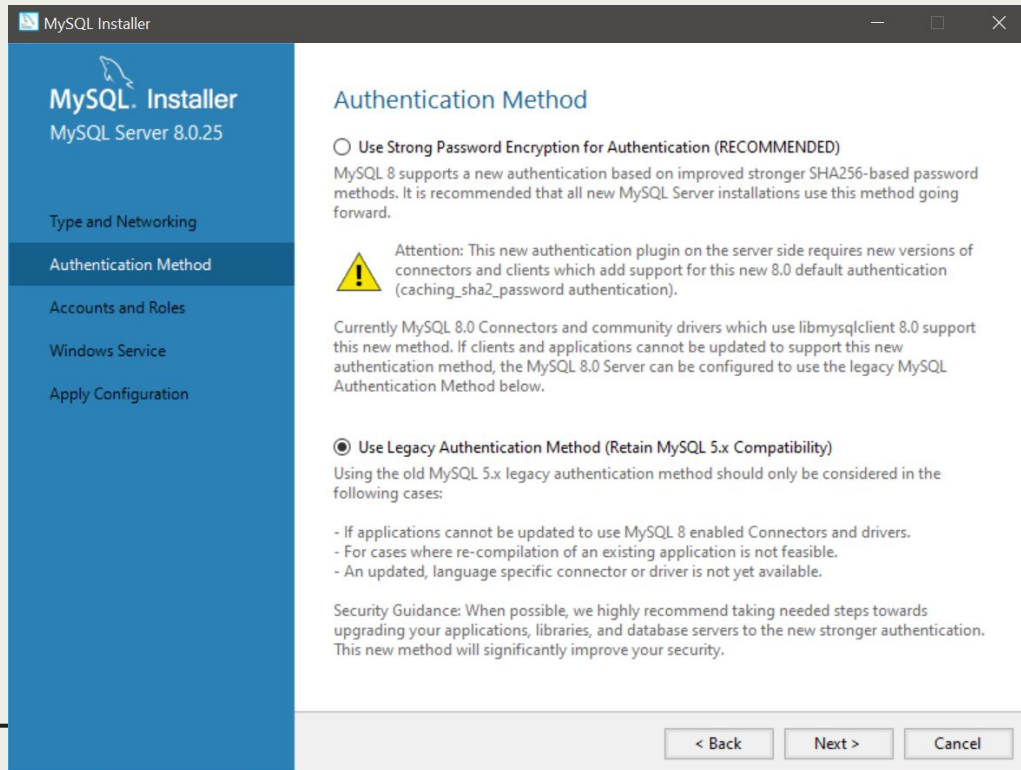 MySQL Installer
MySQL. Installer
MySQL Server 8.0.25
Type and Networking
Authentication Method
Accounts and Roles
Windows Service
Apply Configuration
Authentication Method
Use Strong Password Encryption for Authentication (RECOMMENDED)
MySQL 8 supports a new authentication based on improved stronger SHA256-based password
methods. It is recommended that all new MySQL Server installations use this method going
forward.
Attention: This new authentication plugin on the server side requires new versions of
connectors and clients which add support for this new 8.0 default authentication
(caching_sha2_password authentication).
Currently MySQL 8.0 Connectors and community drivers which use libmysqlclient 8.0 support
this new method. If clients and applications cannot be updated to support this new
authentication method, the MySQL 8.0 Server can be configured to use the legacy MySQL
Authentication Method below.
Use Legacy Authentication Method (Retain MySQL 5.x Compatibility)
Using the old MySQL 5.x legacy authentication method should only be considered in the
following cases:
- If applications cannot be updated to use MySQL 8 enabled Connectors and drivers.
- For cases where re-compilation of an existing application is not feasible.
- An updated, language specific connector or driver is not yet available.
Security Guidance: When possible, we highly recommend taking needed steps towards
upgrading your applications, libraries, and database servers to the new stronger authentication.
This new method will significantly improve your security.
< Back
Next >
Cancel